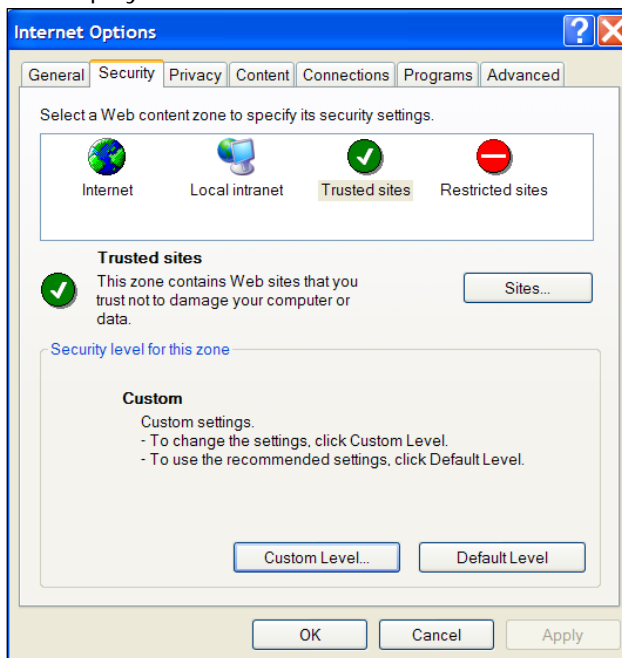 Internet Options
General Security Privacy Content Connections Programs Advanced
Select a Web content zone to specify its security settings.
Internet Local intranet Trusted sites Restricted sites
Trusted sites
This zone contains Web sites that you
trust not to damage your computer or
data.
Sites...
Security level for this zone
Custom
Custom settings.
- To change the settings, click Custom Level.
- To use the recommended settings, click Default Level.
Custom Level... Default Level
OK Cancel Apply